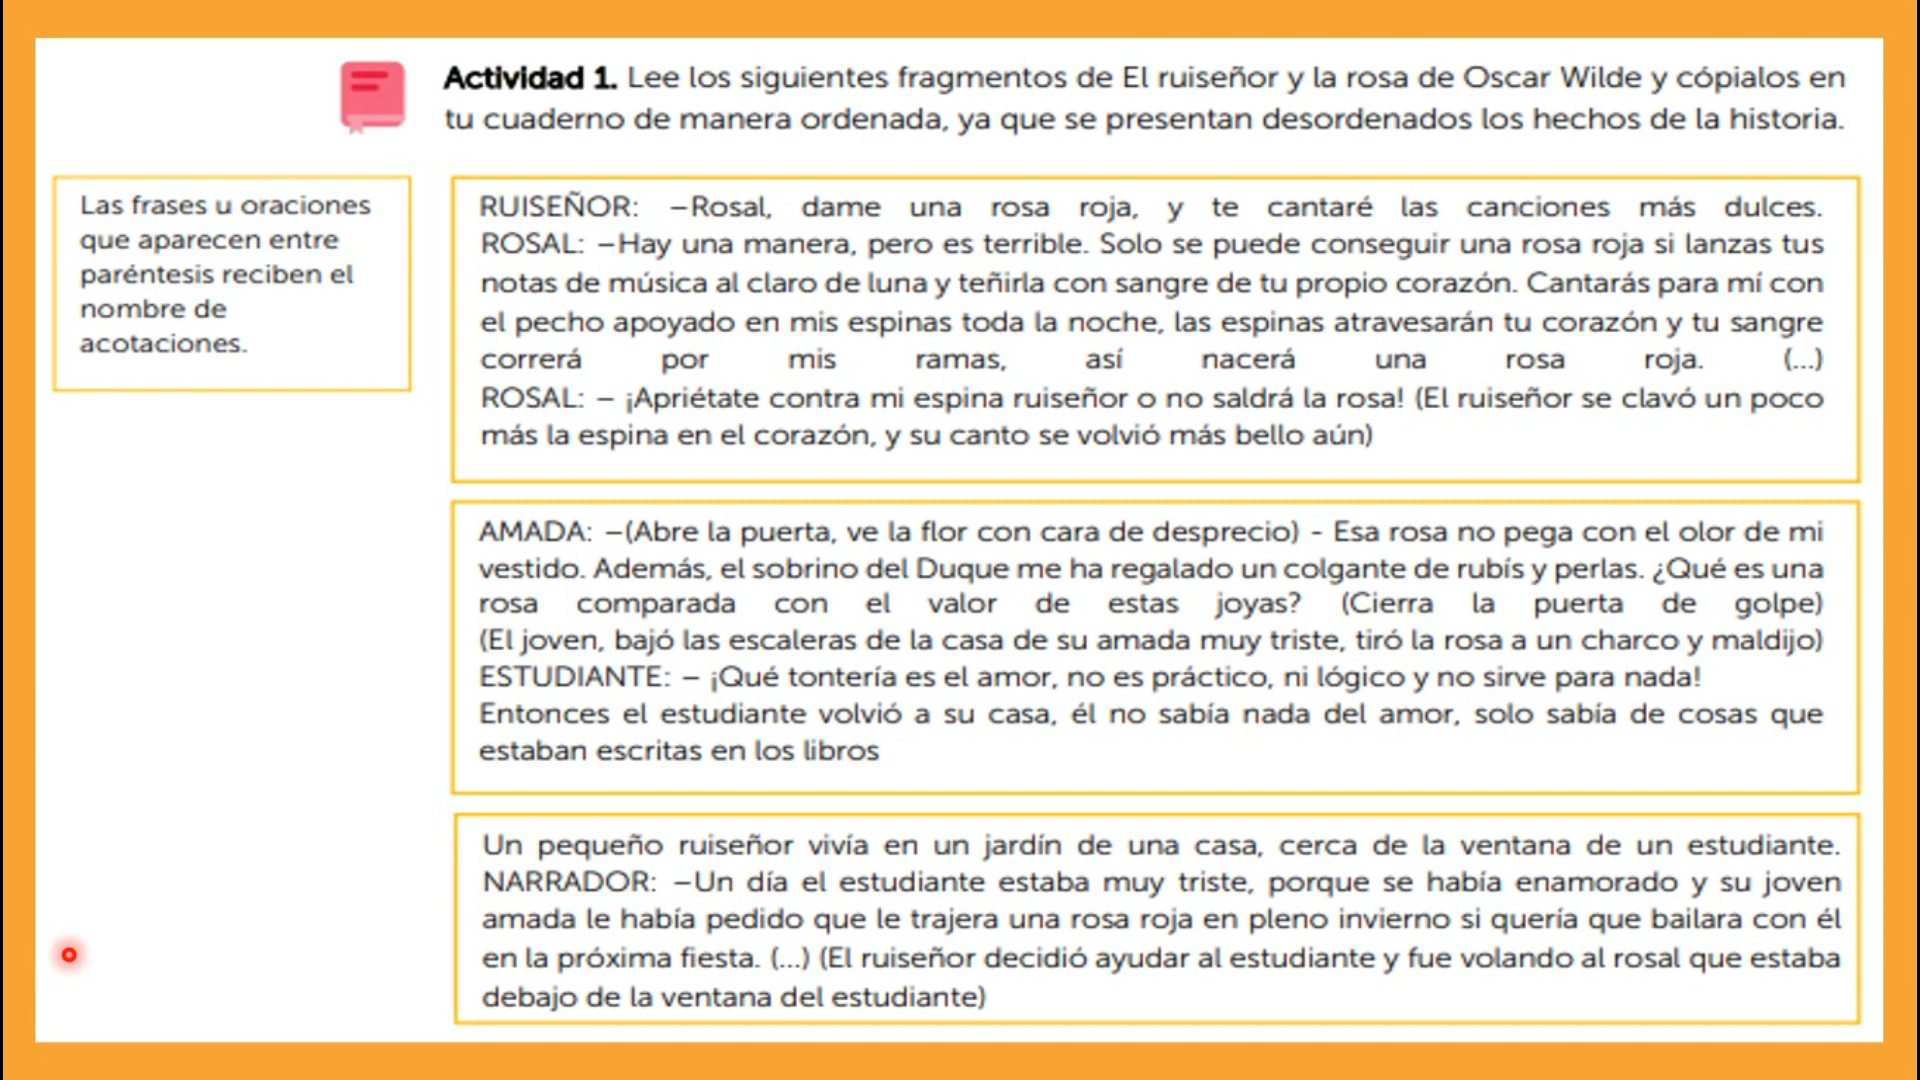 Actividad 1. Lee los siguientes fragmentos de El ruiseñor y la rosa de Oscar Wilde y cópialos en
tu cuaderno de manera ordenada, ya que se presentan desordenados los hechos de la historia.
Las frases u oraciones
que aparecen entre
paréntesis reciben el
nombre de
acotaciones.
RUISEÑOR: –Rosal, dame una rosa roja, y te cantaré las canciones más dulces.
ROSAL: –Hay una manera, pero es terrible. Solo se puede conseguir una rosa roja si lanzas tus
notas de música al claro de luna y teñirla con sangre de tu propio corazón. Cantarás para mí con
el pecho apoyado en mis espinas toda la noche, las espinas atravesarán tu corazón y tu sangre
correrá por mis ramas, así nacerá una rosa roja. (...)
ROSAL: – ¡Apriétate contra mi espina ruiseñor o no saldrá la rosa! (El ruiseñor se clavó un poco
más la espina en el corazón, y su canto se volvió más bello aún)
AMADA: –(Abre la puerta, ve la flor con cara de desprecio) - Esa rosa no pega con el olor de mi
vestido. Además, el sobrino del Duque me ha regalado un colgante de rubís y perlas. ¿Qué es una
rosa comparada con el valor de estas joyas? (Cierra la puerta de golpe)
(El joven, bajó las escaleras de la casa de su amada muy triste, tiró la rosa a un charco y maldijo)
ESTUDIANTE: – ¡Qué tontería es el amor, no es práctico, ni lógico y no sirve para nada!
Entonces el estudiante volvió a su casa, él no sabía nada del amor, solo sabía de cosas que
estaban escritas en los libros
Un pequeño ruiseñor vivía en un jardín de una casa, cerca de la ventana de un estudiante.
NARRADOR: –Un día el estudiante estaba muy triste, porque se había enamorado y su joven
amada le había pedido que le trajera una rosa roja en pleno invierno si quería que bailara con él
en la próxima fiesta. (...) (El ruiseñor decidió ayudar al estudiante y fue volando al rosal que estaba
debajo de la ventana del estudiante)